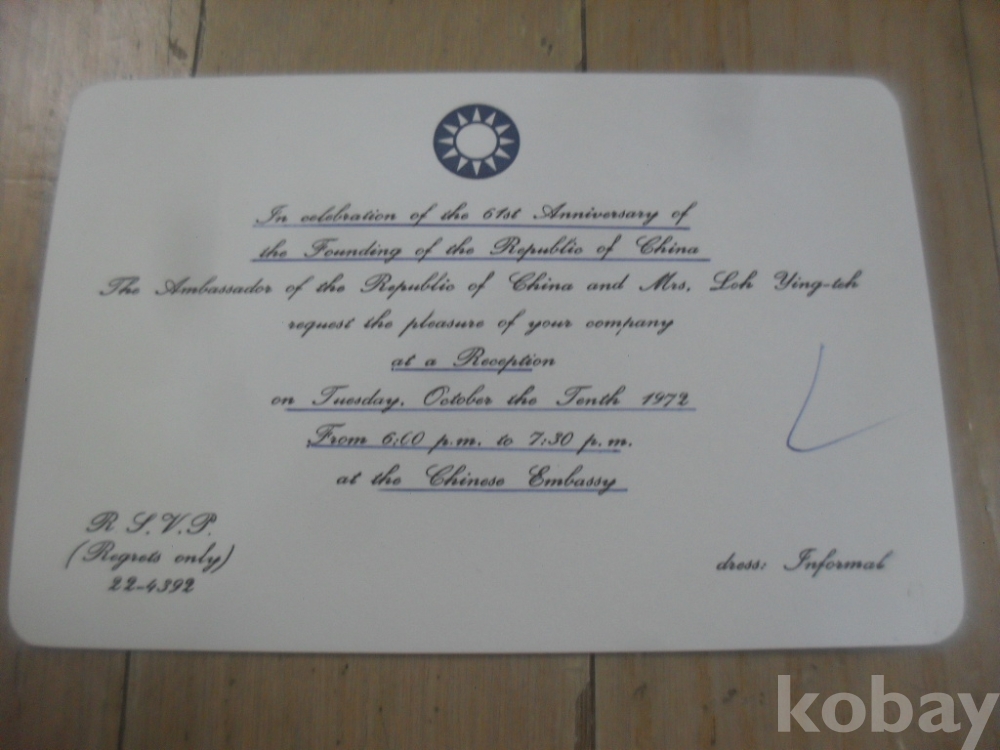 In celebration of the 61st Anniversary of
the Founding of the Republic of China
The Ambassador of the Republic of China and Mrs. Loh Ying-teh
request the pleasure of your company
at a Reception
on Tuesday, October the Tenth 1972
From 6:00 p.m. to 7:30 p.m.
at the Chinese Embassy
R.S.V.P.
(Regrets only)
22-4392
dress: Informal
kobay